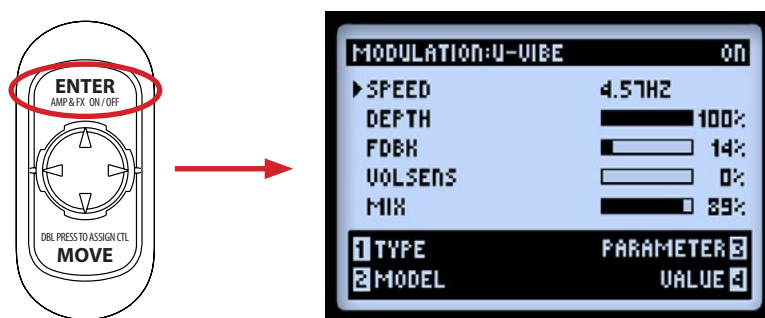 ENTER
AMP & FX ON / OFF
DBL PRESS TO ASSIGN CTL
MOVE
MODULATION:U-VIBE on
SPEED 4.57HZ
DEPTH 100%
FDBK 14%
VOLSENS 0%
MIX 89%
1 TYPE PARAMETER 3
2 MODEL VALUE 4